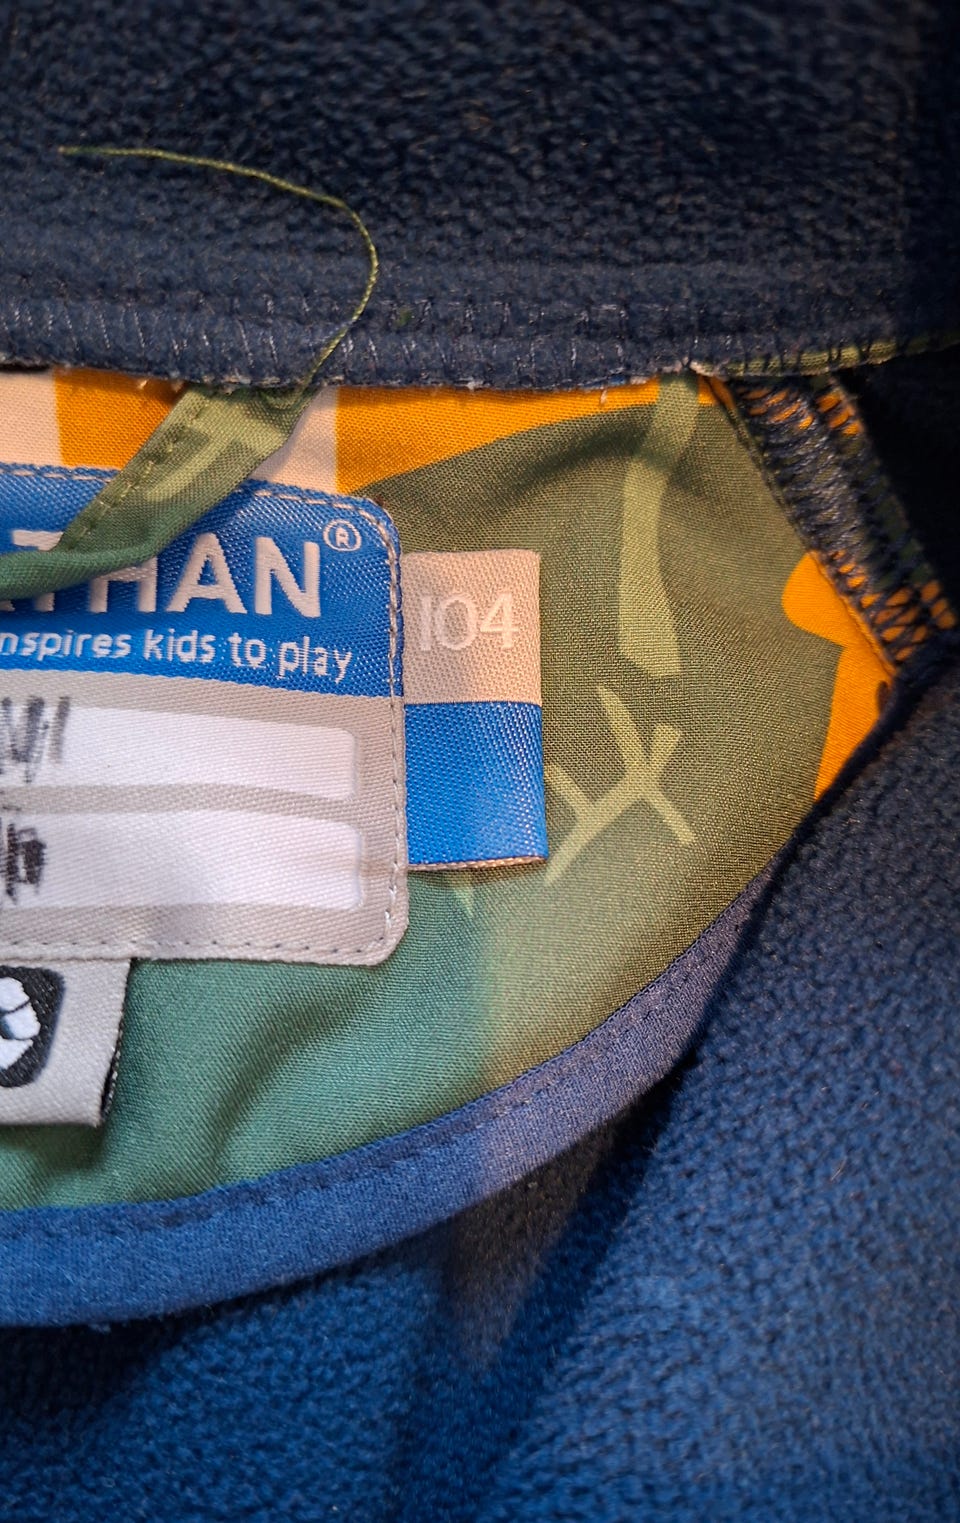 THAN®
nspires kids to play
104